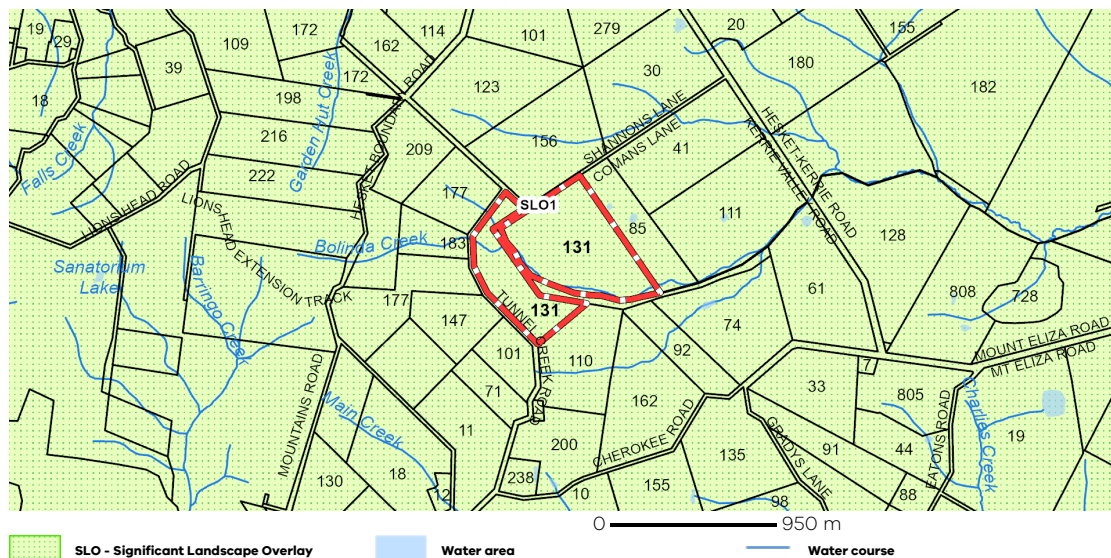 19
29
39
109
172
162
114
101
279
20
155
18
172
123
30
180
182
198
HESKET BOUNDARY ROAD
Garden Hut Creek
Falls Creek
216
209
156
SHANNONS LANE
COMANS LANE
41
HESKET-KERRIE ROAD
KERRIE VALLEY ROAD
222
LIONS HEAD ROAD
177
SLO1
LIONS HEAD EXTENSION TRACK
85
111
128
Bolinda Creek
183
131
Sanatorium
Lake
Barringo Creek
61
808
728
177
147
131
TUNNEL CREEK ROAD
74
MOUNT ELIZA ROAD
MT ELIZA ROAD
101
110
92
7
71
33
805
Charlies Creek
MOUNTAINS ROAD
Main Creek
11
162
CHEROKEE ROAD
GRADYS LANE
EATONS ROAD
19
200
91
44
135
130
18
12
238
10
155
98
88
0
950 m
SLO - Significant Landscape Overlay
Water area
Water course